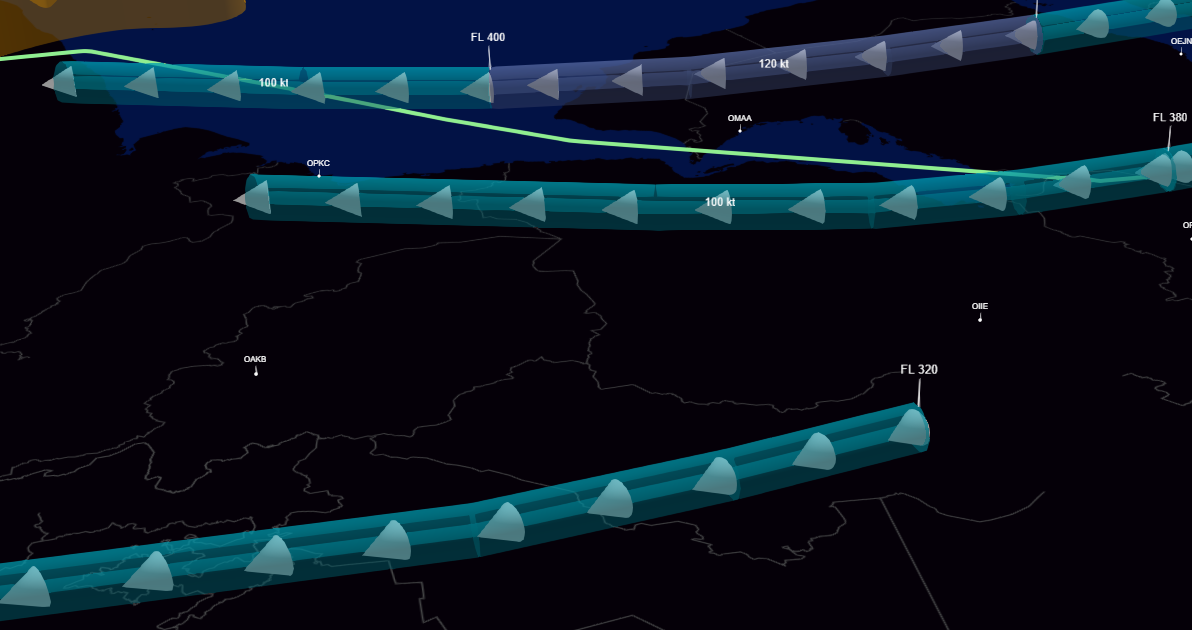 FL 400
120 kt
100 kt
OEJN
OMAA
FL 380
OPKC
100 kt
OIIE
OAKB
FL 320